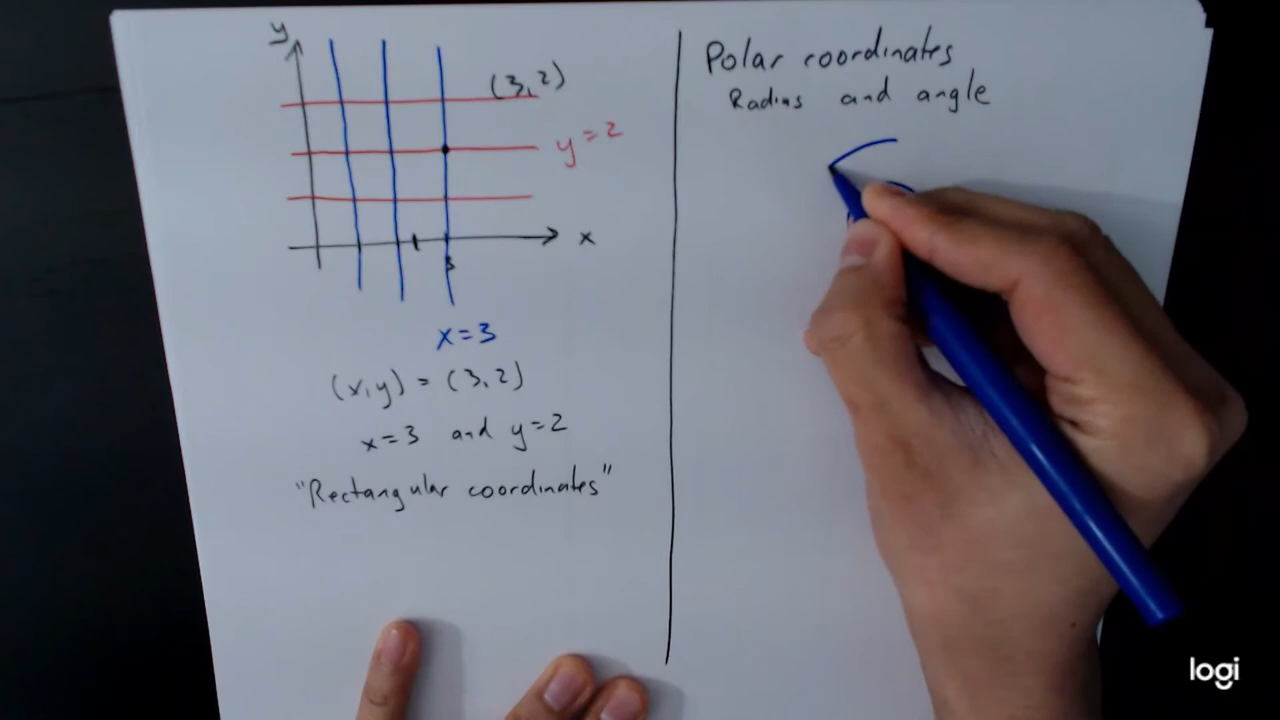 y
(3,2)
y=2
x
3
x=3
(x,y) = (3,2)
x=3 and y=2
"Rectangular coordinates"
Polar coordinates
Radius and angle
logi